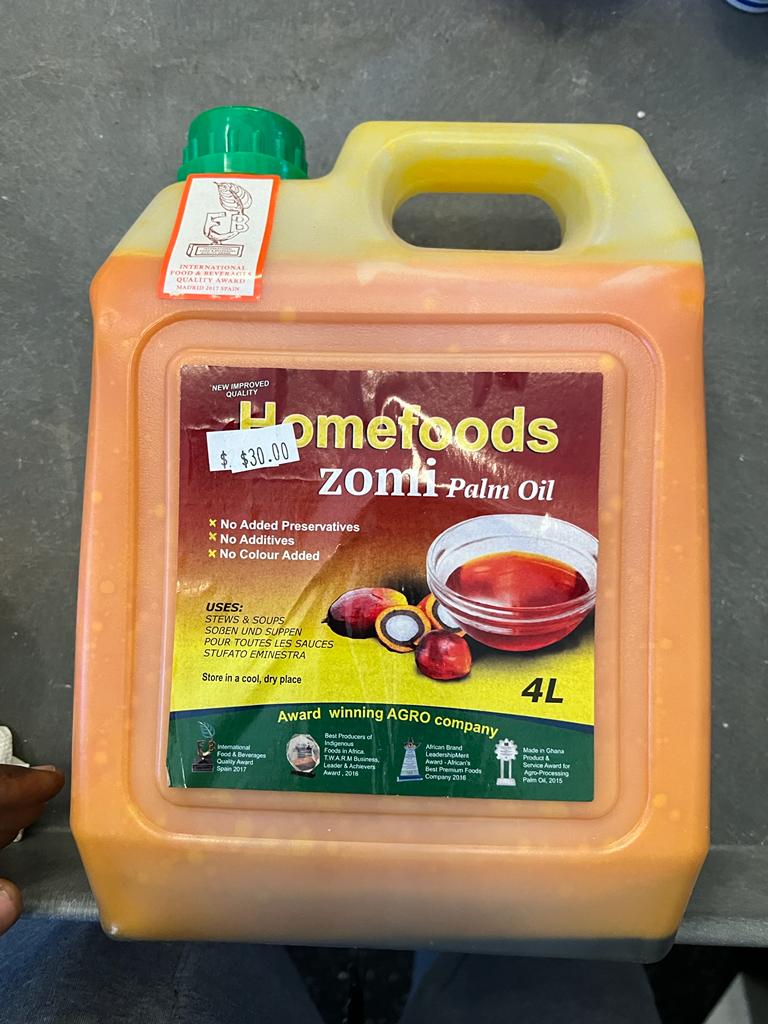 INTERNATIONAL
FOOD & BEVERAGES
QUALITY AWARD
MADRID 2017 SPAIN
NEW IMPROVED
QUALITY
Homefoods
$. $30.00
zomi Palm Oil
No Added Preservatives
No Additives
No Colour Added
USES:
STEWS & SOUPS
SOßEN UND SUPPEN
POUR TOUTES LES SAUCES
STUFATO EMINESTRA
Store in a cool, dry place
4L
Award winning AGRO company
International
Food & Beverages
Quality Award
Spain 2017
Best Producers of
Indigenous
Foods in Africa.
T.W.A.R.M Business,
Leader & Achievers
Award , 2016
African Brand
LeadershipMerit
Award - African's
Best Premium Foods
Company 2016
Made in Ghana
Product &
Service Award for
Agro-Processing
Palm Oil, 2015